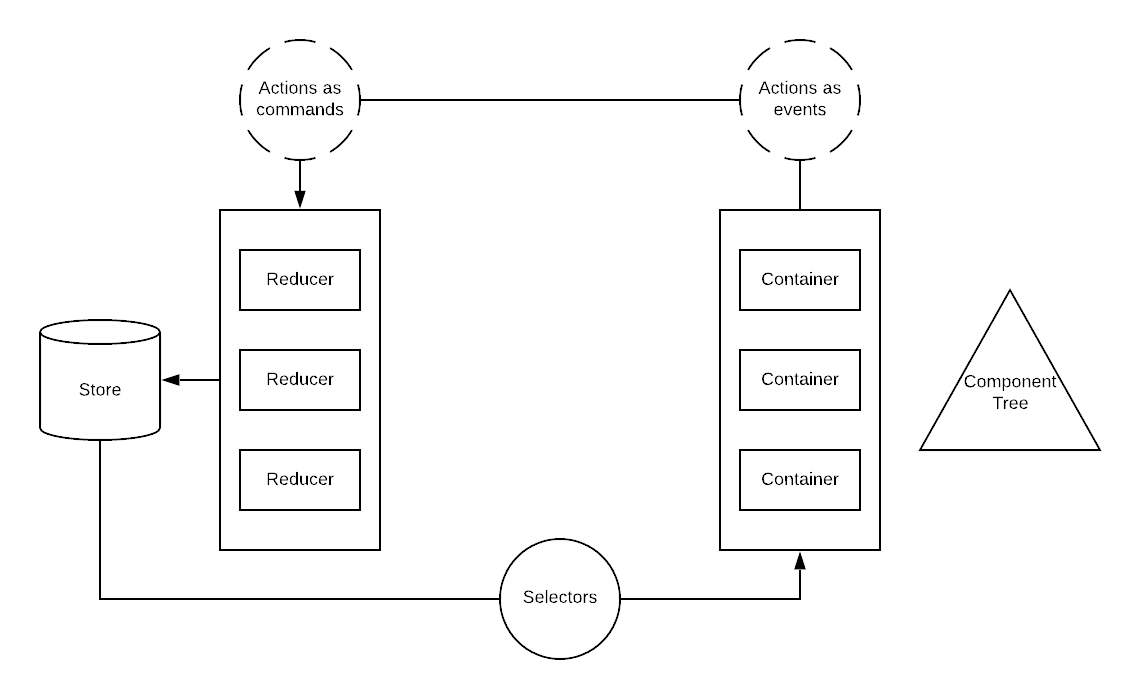 Actions as
commands
Actions as
events
Reducer
Container
Reducer
Container
Store
Component
Tree
Reducer
Container
Selectors